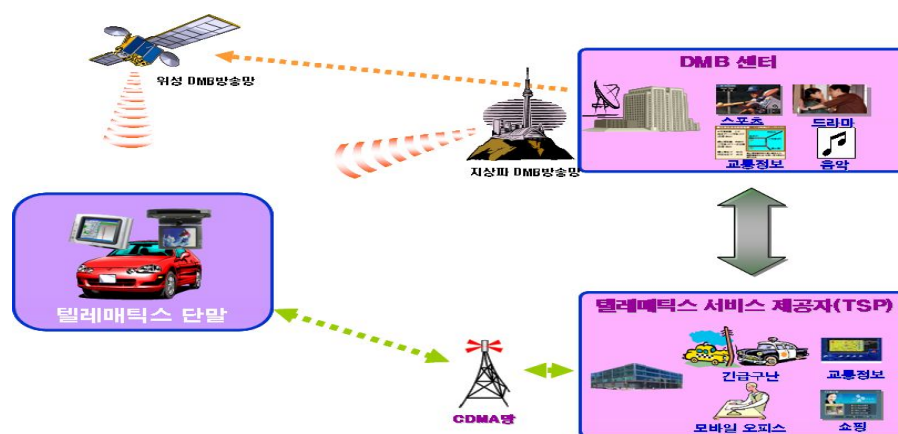 위성 DMB방송망
지상파 DMB방송망
DMB 센터
스포츠
드라마
교통정보
음악
텔레매틱스 단말
CDMA망
텔레매틱스 서비스 제공자(TSP)
긴급구난
교통정보
모바일 오피스
쇼핑